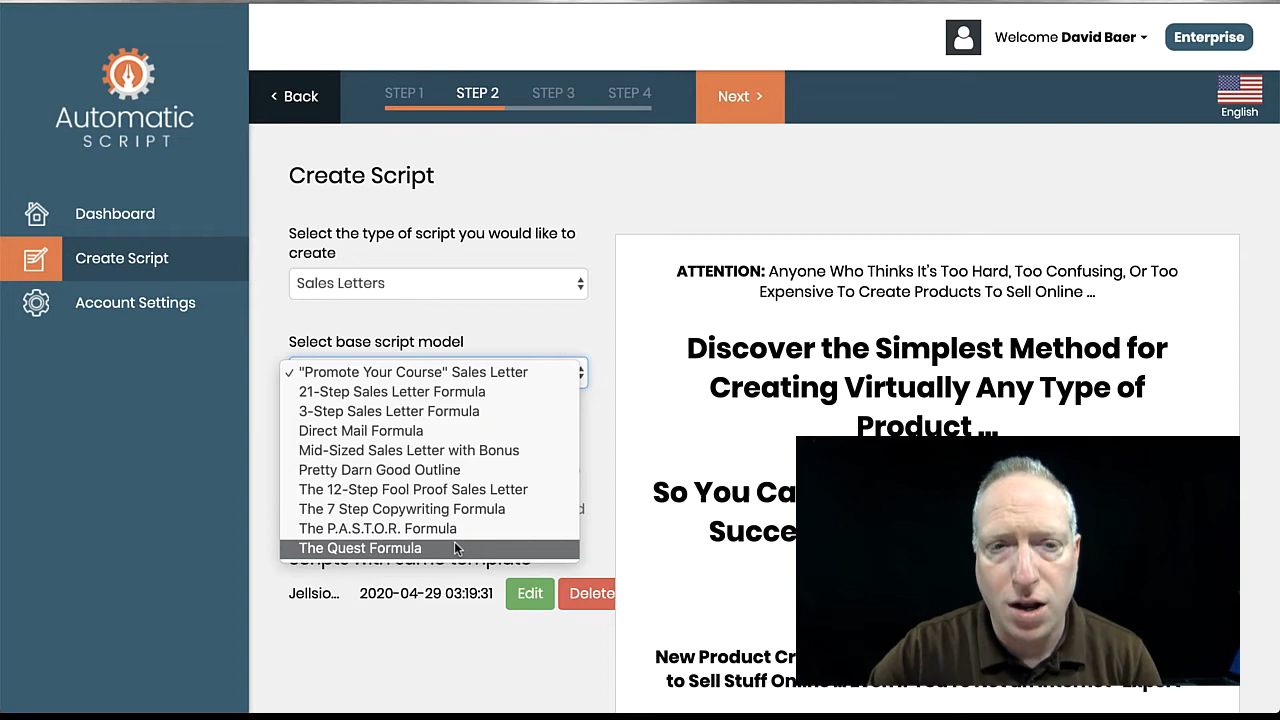 Automatic
SCRIPT
Dashboard
Create Script
Account Settings
Welcome David Baer
Enterprise
< Back
STEP 1
STEP 2
STEP 3
STEP 4
Next >
English
Create Script
Select the type of script you would like to
create
Sales Letters
Select base script model
✓ "Promote Your Course" Sales Letter
21-Step Sales Letter Formula
3-Step Sales Letter Formula
Direct Mail Formula
Mid-Sized Sales Letter with Bonus
Pretty Darn Good Outline
The 12-Step Fool Proof Sales Letter
The 7 Step Copywriting Formula
The P.A.S.T.O.R. Formula
The Quest Formula
Scripts with same template
Jellsio...
2020-04-29 03:19:31
Edit
Delete
ATTENTION: Anyone Who Thinks It's Too Hard, Too Confusing, Or Too
Expensive To Create Products To Sell Online ...
Discover the Simplest Method for
Creating Virtually Any Type of
Product ...
So You Ca
Succe
New Product Cr
to Sell Stuff Online